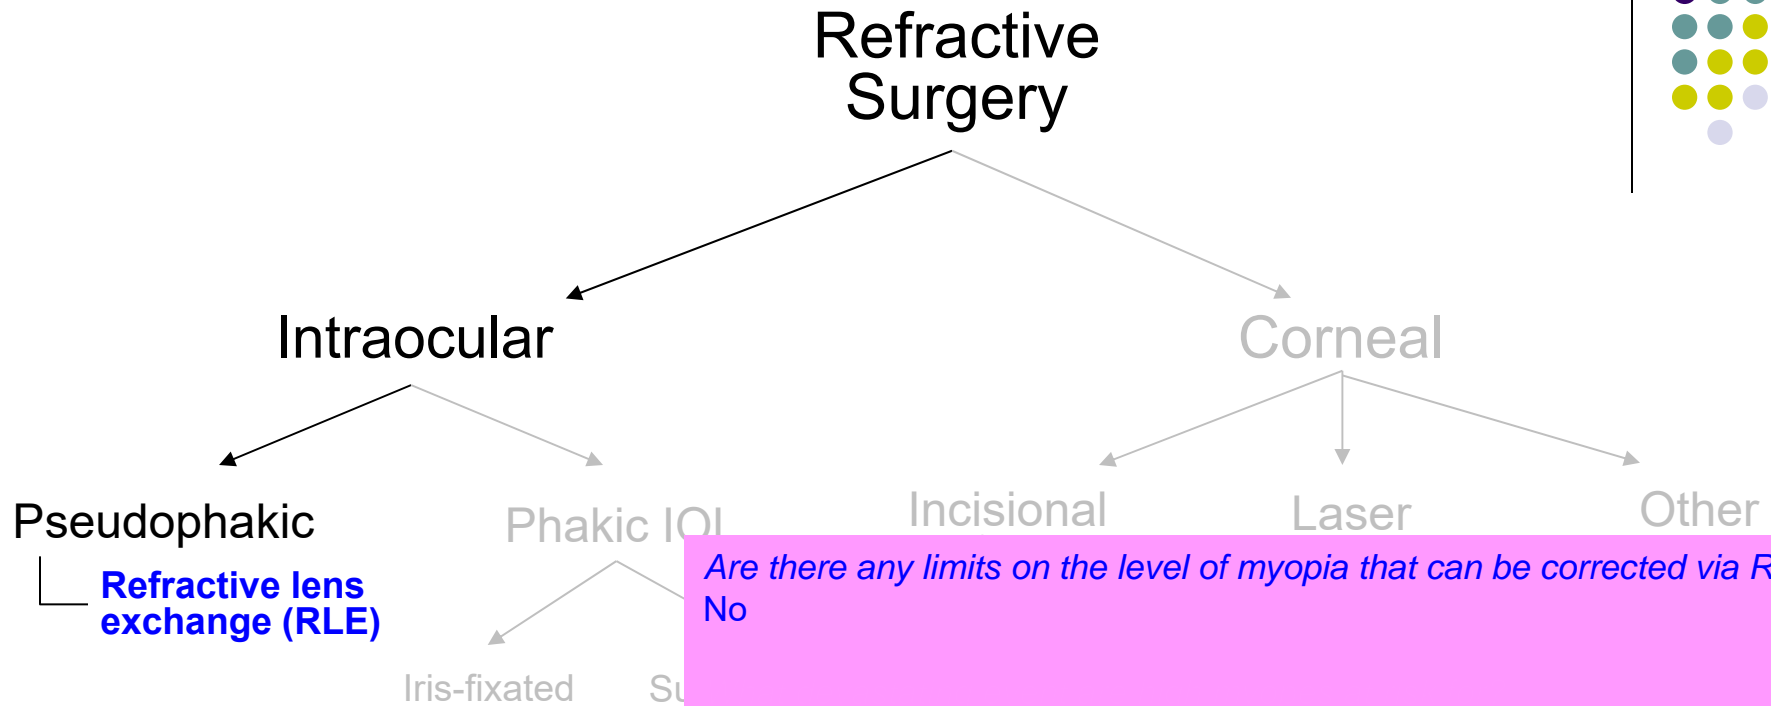 Refractive
Surgery
Intraocular
Corneal
Pseudophakic
Phakic
Incisional
Laser
Other
Refractive lens
exchange (RLE)
Are there any limits on the level of myopia that can be corrected via
No
Iris-fixated